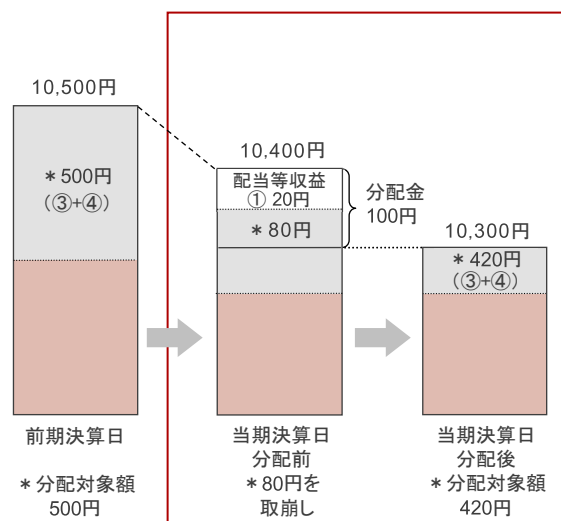 10,500円
＊500円
(③+④)
10,400円
配当等収益
① 20円
＊80円
分配金
100円
10,300円
＊420円
(③+④)
前期決算日
＊分配対象額
500円
当期決算日
分配前
＊80円を
取崩し
当期決算日
分配後
＊分配対象額
420円